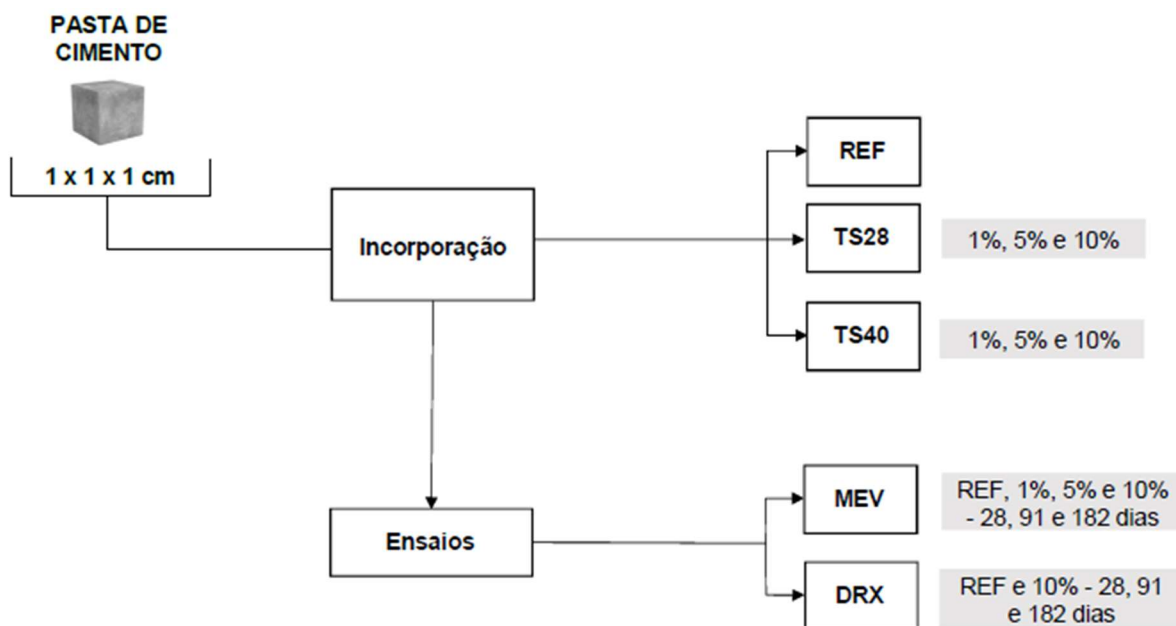 PASTA DE
CIMENTO
1 x 1 x 1 cm
Incorporação
REF
TS28
1%, 5% e 10%
TS40
1%, 5% e 10%
Ensaios
MEV
REF, 1%, 5% e 10%
- 28, 91 e 182 dias
DRX
REF e 10% - 28, 91
e 182 dias